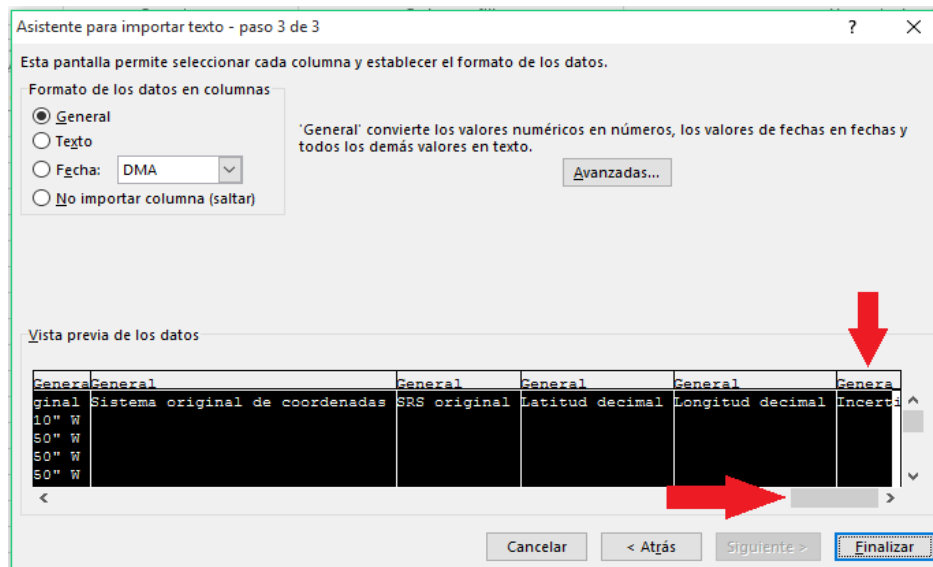 Asistente para importar texto - paso 3 de 3
Esta pantalla permite seleccionar cada columna y establecer el formato de los datos.
Formato de los datos en columnas
General
Texto
Fecha: DMA
No importar columna (saltar)
'General' convierte los valores numéricos en números, los valores de fechas en fechas y
todos los demás valores en texto.
Avanzadas...
Vista previa de los datos
Genera General General General General Genera
ginal Sistema original de coordenadas SRS original Latitud decimal Longitud decimal Incerti
10" W
50" W
50" W
50" W
Cancelar < Atrás Siguiente > Finalizar